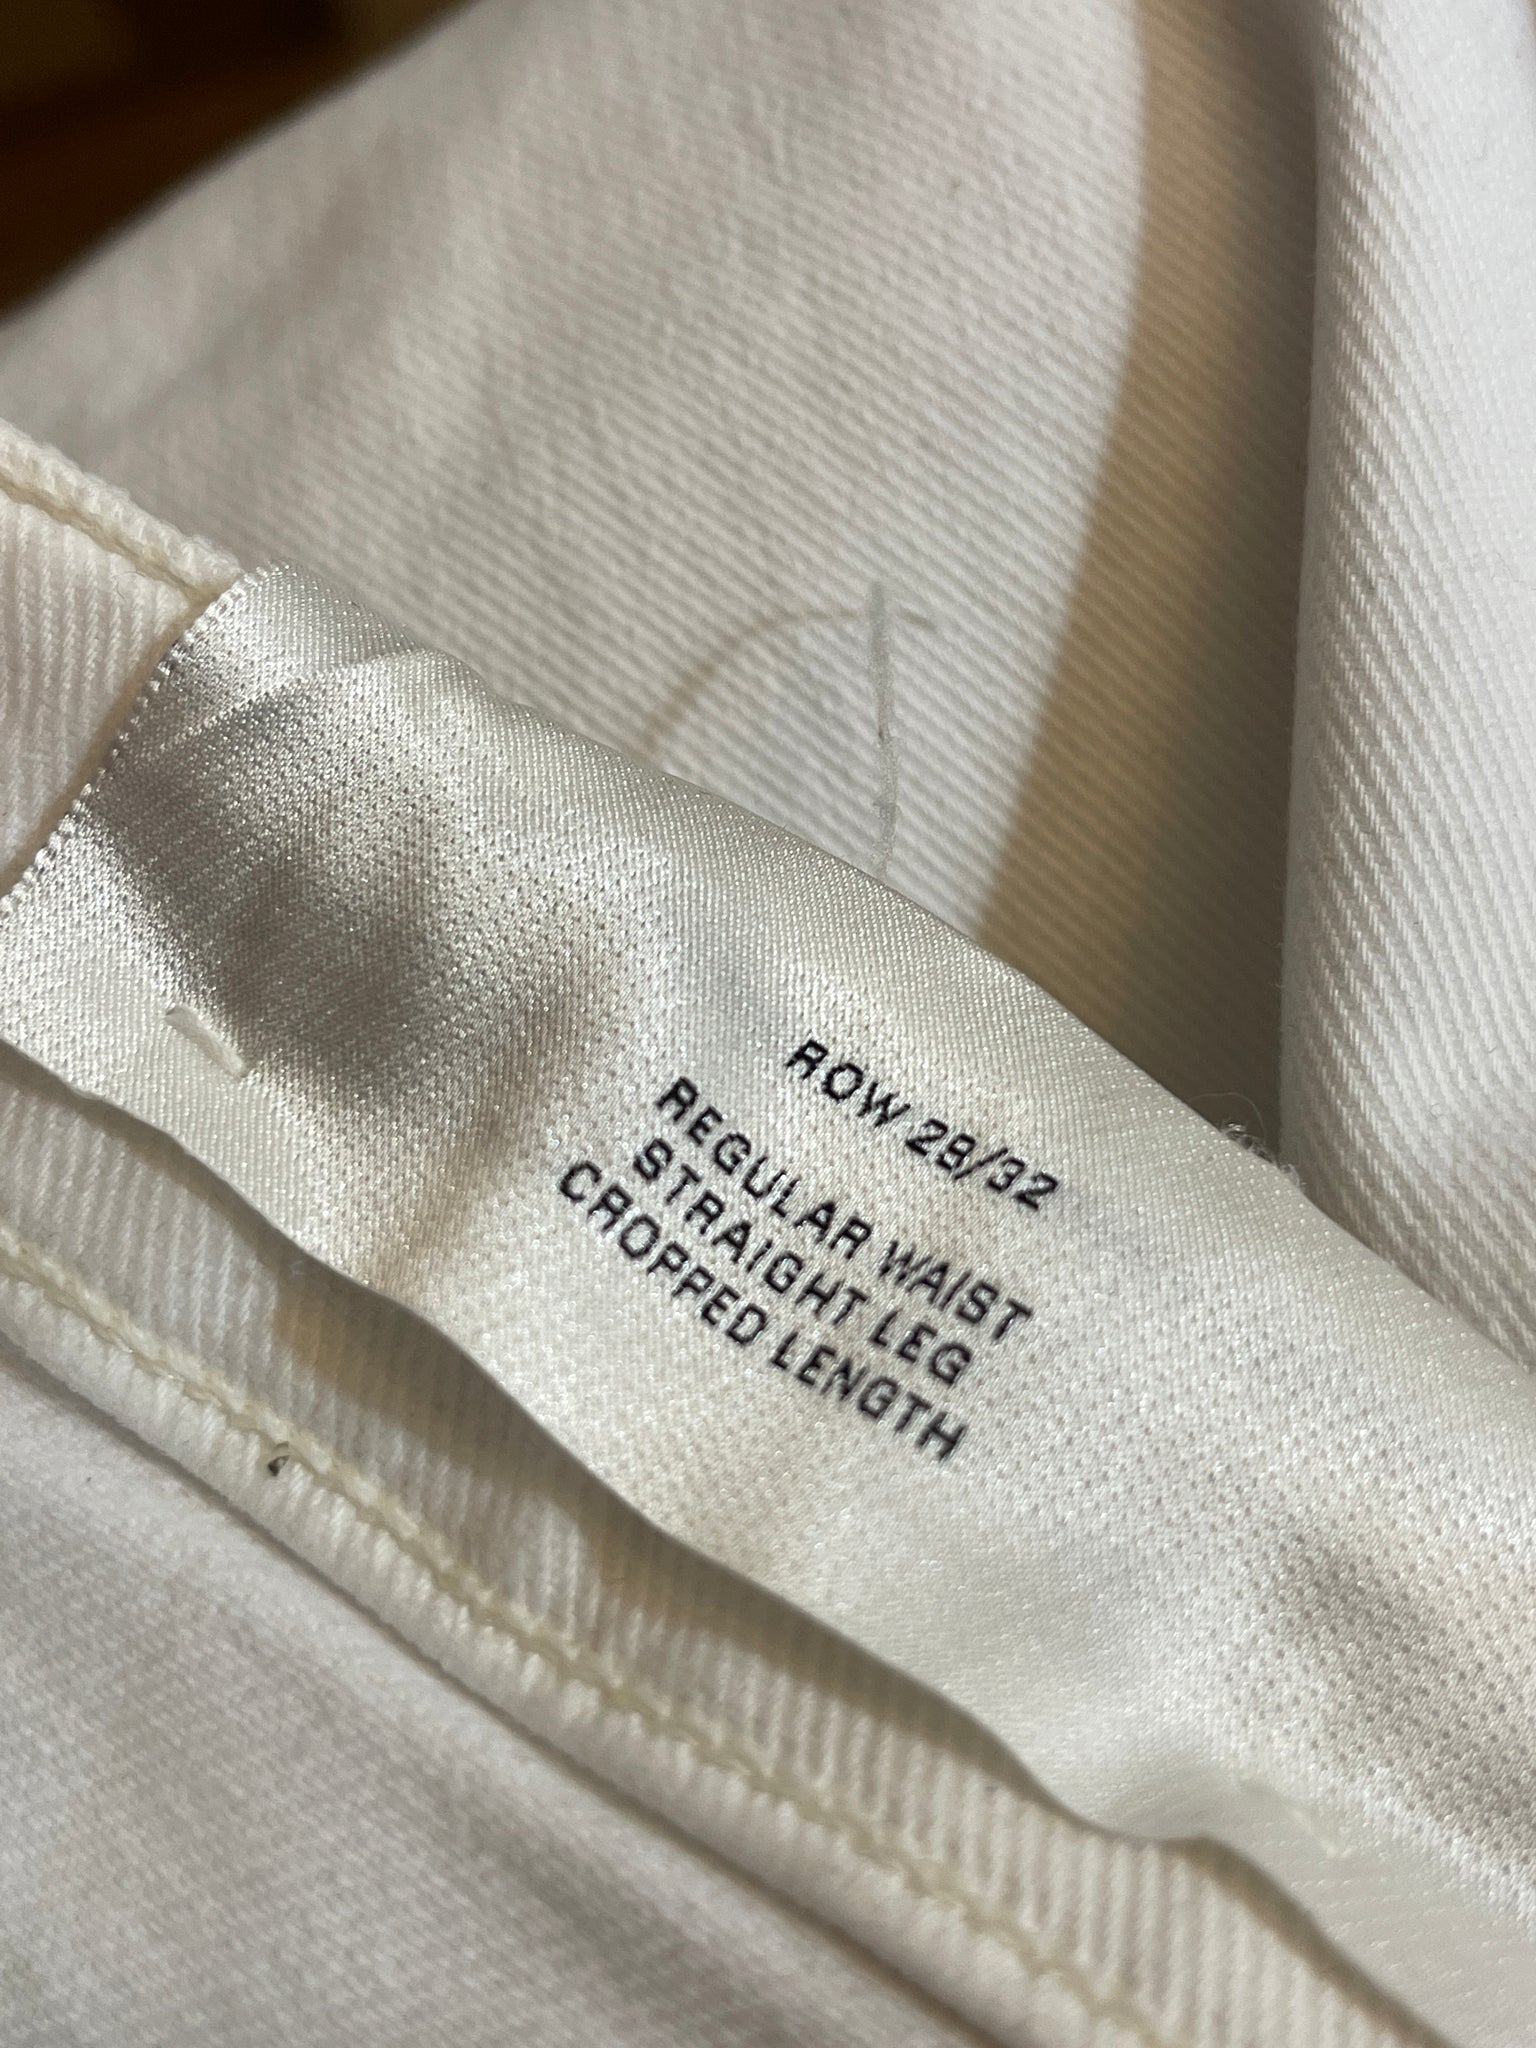 ROW 28/32
REGULAR WAIST
STRAIGHT LEG
CROPPED LENGTH